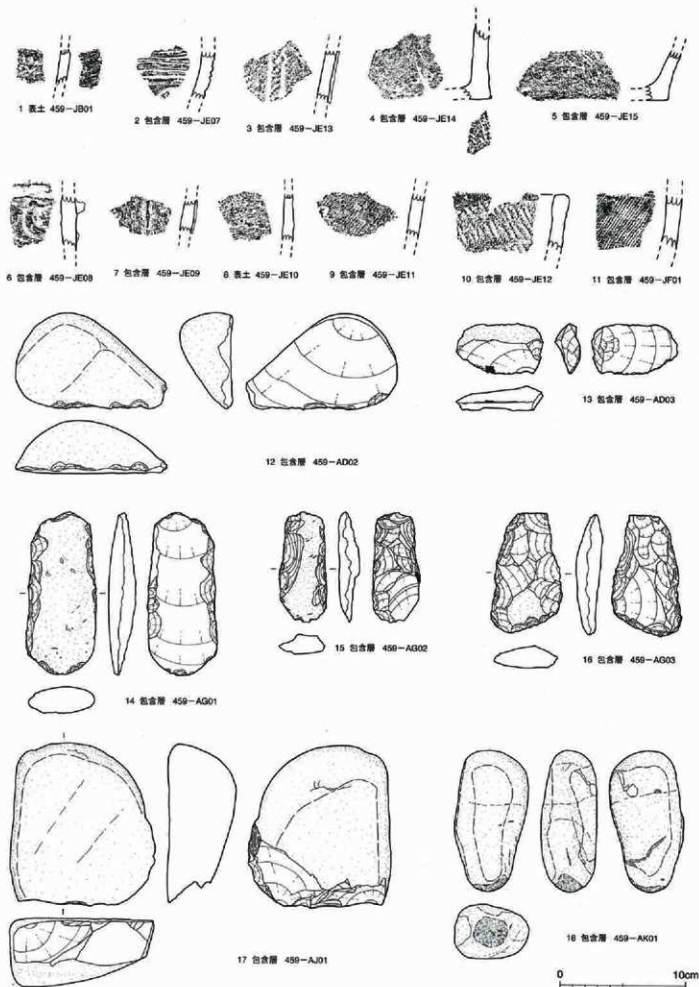 1 表土 459-JB01
2 包含層 459-JE07
3 包含層 459-JE13
4 包含層 459-JE14
5 包含層 459-JE15
6 包含層 459-JE08
7 包含層 459-JE09
8 表土 459-JE10
9 包含層 459-JE11
10 包含層 459-JE12
11 包含層 459-JF01
12 包含層 459-AD02
13 包含層 459-AD03
14 包含層 459-AG01
15 包含層 459-AG02
16 包含層 459-AG03
17 包含層 459-AJ01
18 包含層 459-AK01
0 10cm